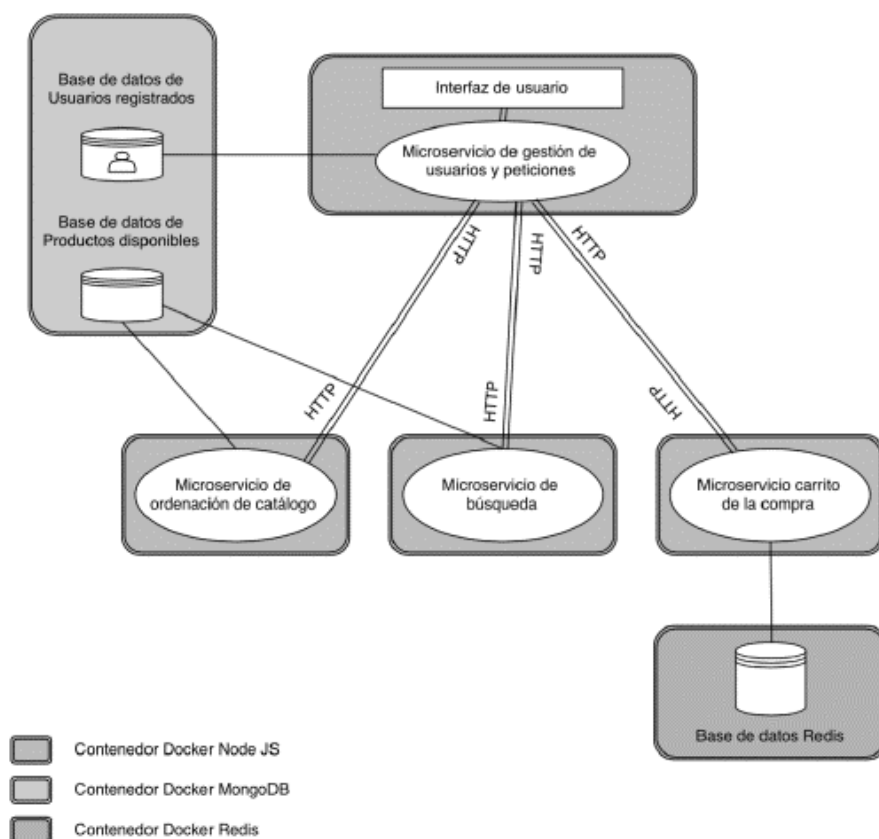 Base de datos de
Usuarios registrados
Base de datos de
Productos disponibles
Interfaz de usuario
Microservicio de gestión de
usuarios y peticiones
HTTP
HTTP
HTTP
HTTP
HTTP
HTTP
Microservicio de
ordenación de catálogo
Microservicio de
búsqueda
Microservicio carrito
de la compra
Base de datos Redis
Contenedor Docker Node JS
Contenedor Docker MongoDB
Contenedor Docker Redis